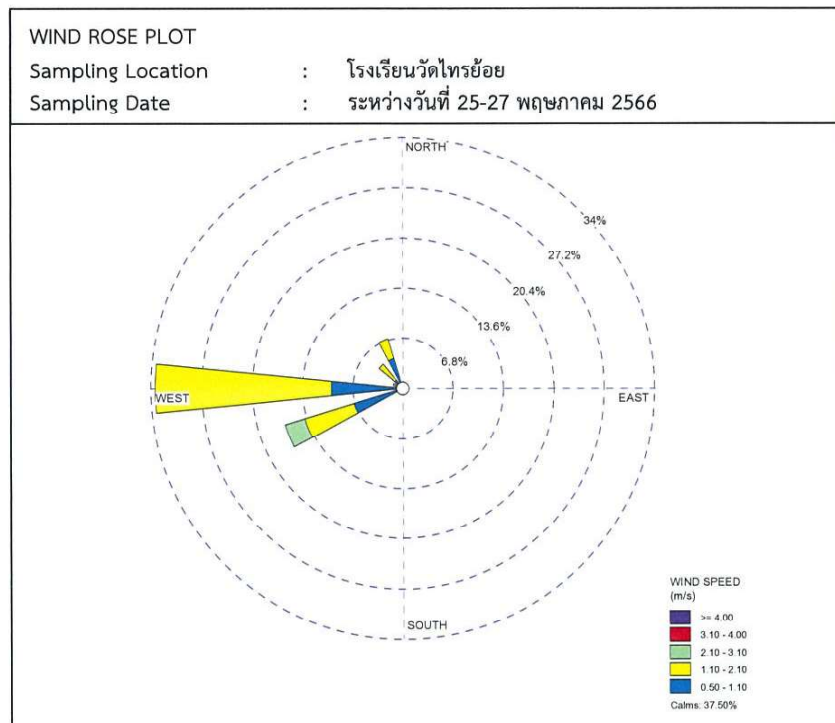 WIND ROSE PLOT
Sampling Location : โรงเรียนวัดไทรย้อย
Sampling Date : ระหว่างวันที่ 25-27 พฤษภาคม 2566
NORTH
34%
27.2%
20.4%
13.6%
6.8%
WEST
EAST
SOUTH
WIND SPEED
(m/s)
>= 4.00
3.10 - 4.00
2.10 - 3.10
1.10 - 2.10
0.50 - 1.10
Calms: 37.50%